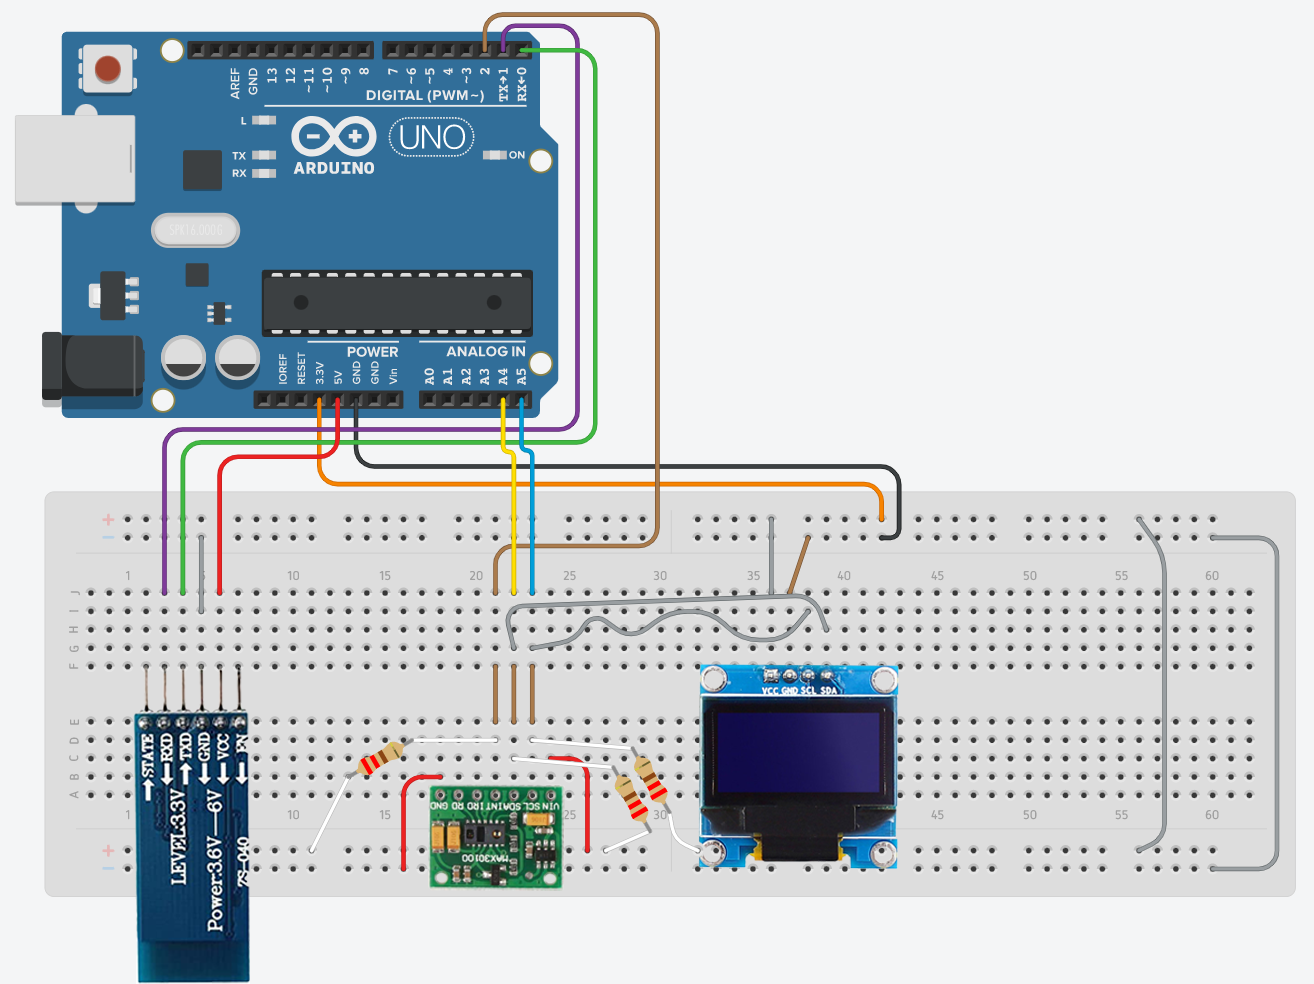 AREF
GND
13
12
~11
~10
~9
8
7
~6
~5
4
~3
2
TX→1
RX←0
DIGITAL (PWM~)
L
TX
RX
ARDUINO
UNO
ON
SPK16.000G
POWER
ANALOG IN
IOREF
RESET
3.3V
5V
GND
GND
Vin
A0
A1
A2
A3
A4
A5
1 10 15 20 25 30 35 40 45 50 55 60
J
I
H
G
F
E
D
C
B
A
VCC GND SCL SDA
STATE
RXD
TXD
GND
VCC
EN
LEVEL:3.3V
Power:3.6V—6V
ZS-040
GND RD IRD INT SDA SCL VIN
MAX30100
1 10 15 25 30 45 50 55 60